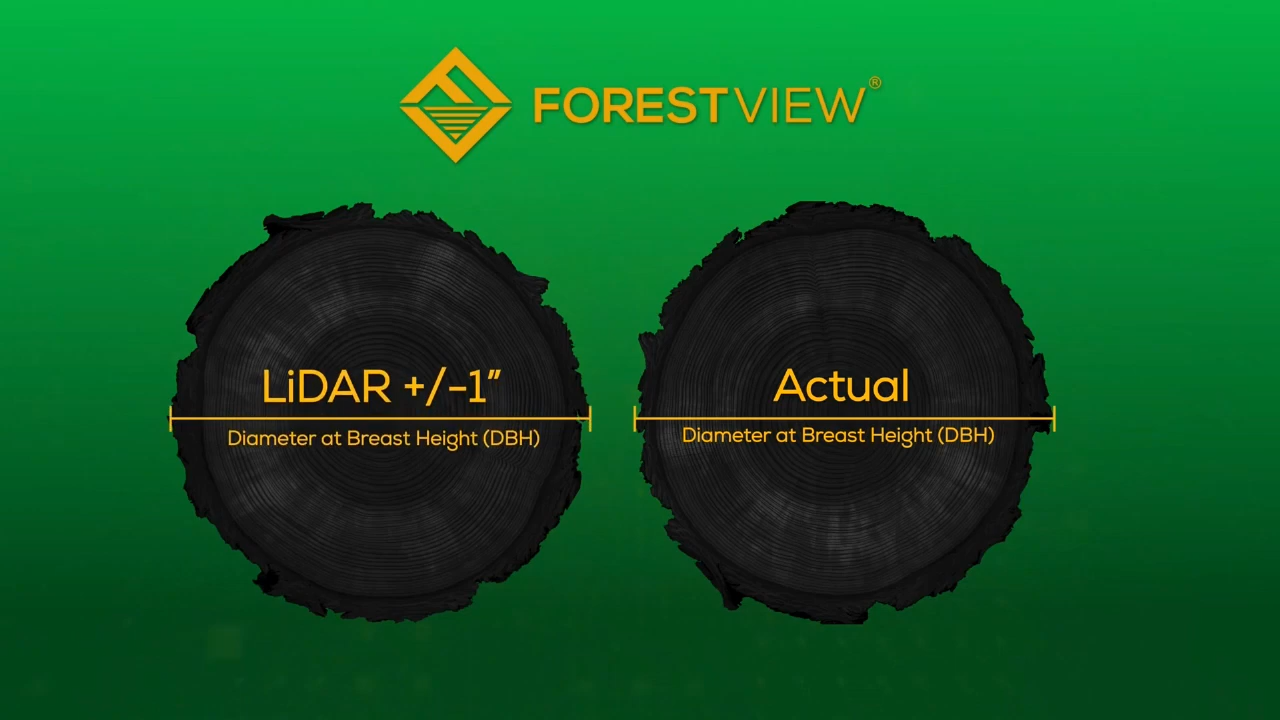 FORESTVIEW®
LiDAR +/-1”
Diameter at Breast Height (DBH)
Actual
Diameter at Breast Height (DBH)